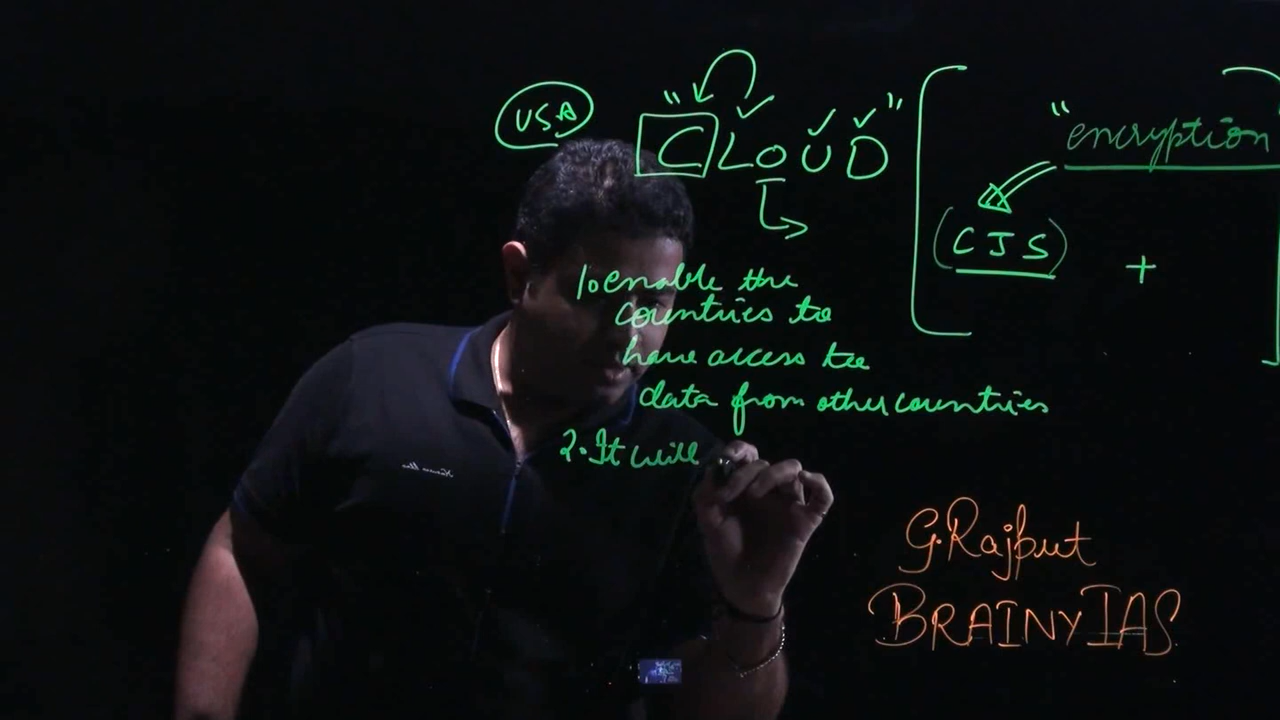 USA
"CLOUD"
"encryption
(CJS) +
1. enable the
countries to
have access to
data from other countries
2. It will
G.Rajput
BRAINY IAS